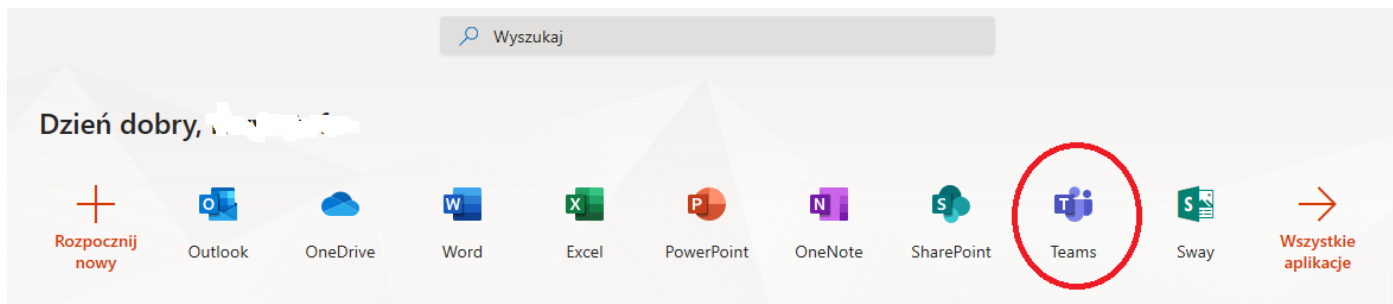 Wyszukaj
Dzień dobry,
Rozpocznij
nowy
Outlook
OneDrive
Word
Excel
PowerPoint
OneNote
SharePoint
Teams
Sway
Wszystkie
aplikacje